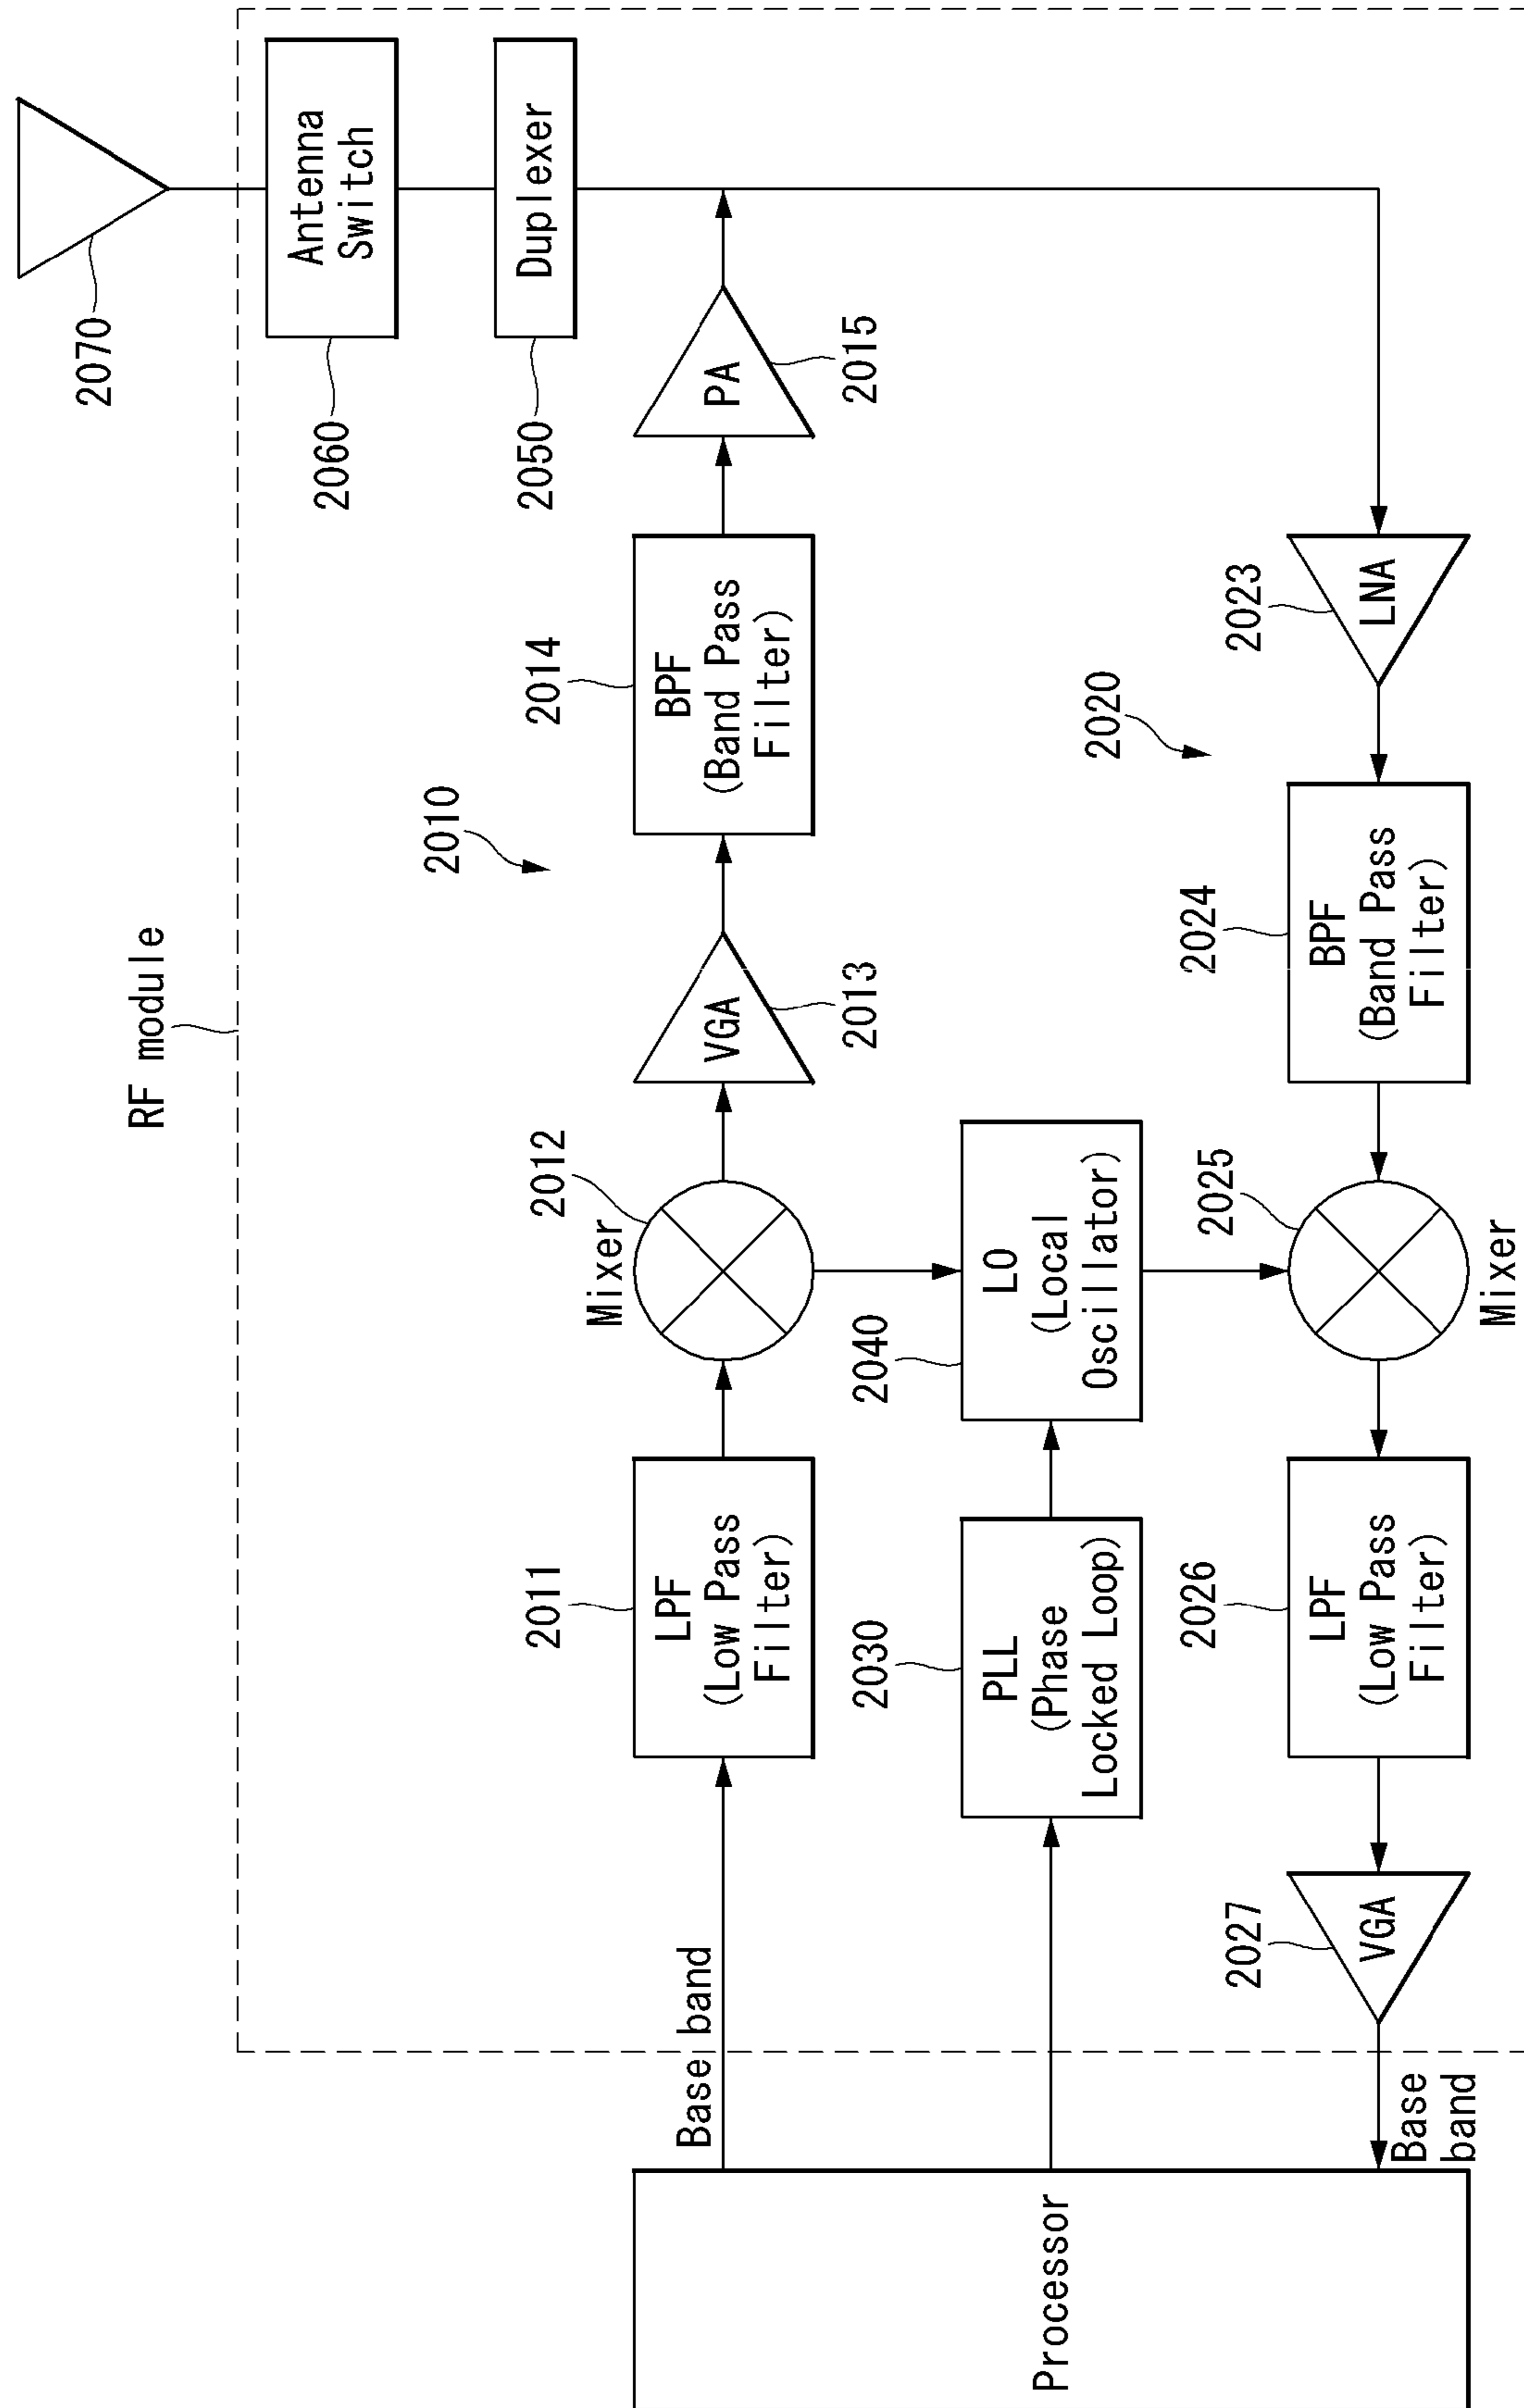 RF module
2070
2060
Antenna
Switch
2050
Duplexer
2010
Base band
2011
LPF
(Low Pass
Filter)
Mixer
2012
VGA
2013
2014
BPF
(Band Pass
Filter)
PA
2015
Processor
2030
PLL
(Phase
Locked Loop)
2040
LO
(Local
Oscillator)
2020
Base
band
2027
VGA
2026
LPF
(Low Pass
Filter)
2025
Mixer
2024
BPF
(Band Pass
Filter)
2023
LNA